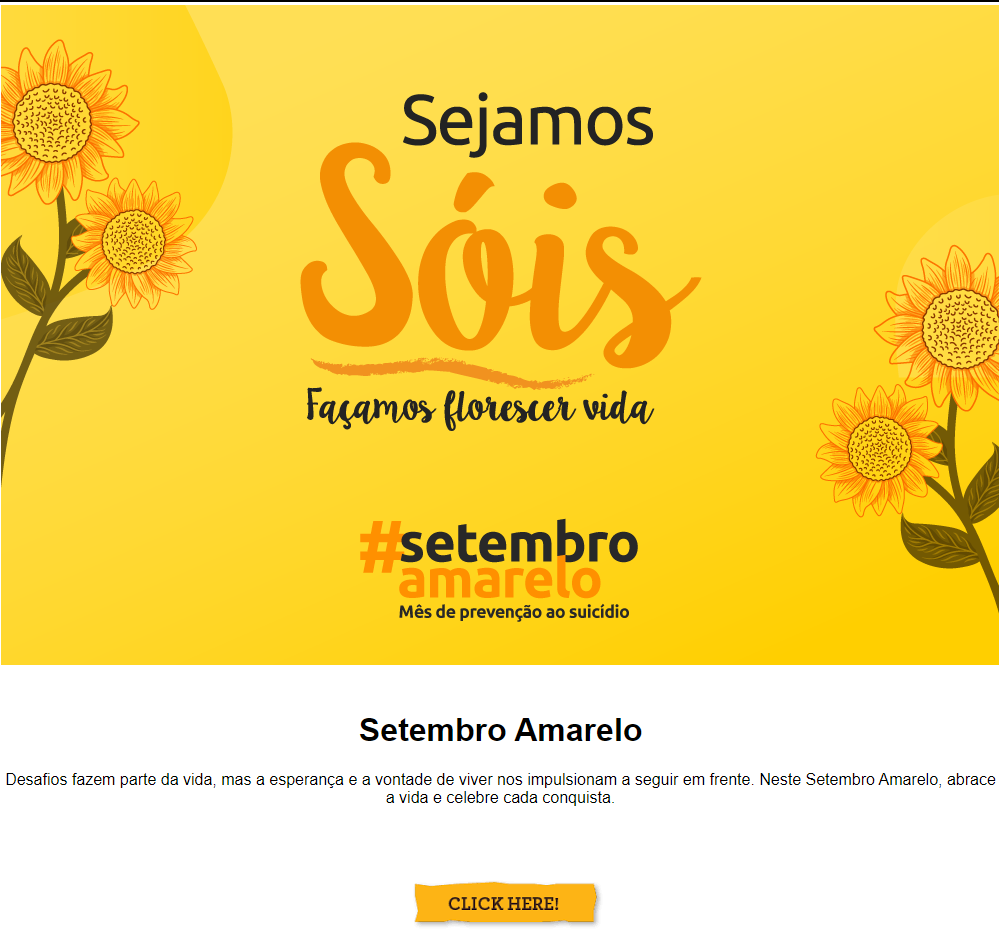 Sejamos
Sóis
Façamos florescer vida
#setembro
amarelo
Mês de prevenção ao suicídio
Setembro Amarelo
Desafios fazem parte da vida, mas a esperança e a vontade de viver nos impulsionam a seguir em frente. Neste Setembro Amarelo, abrace
a vida e celebre cada conquista.
CLICK HERE!